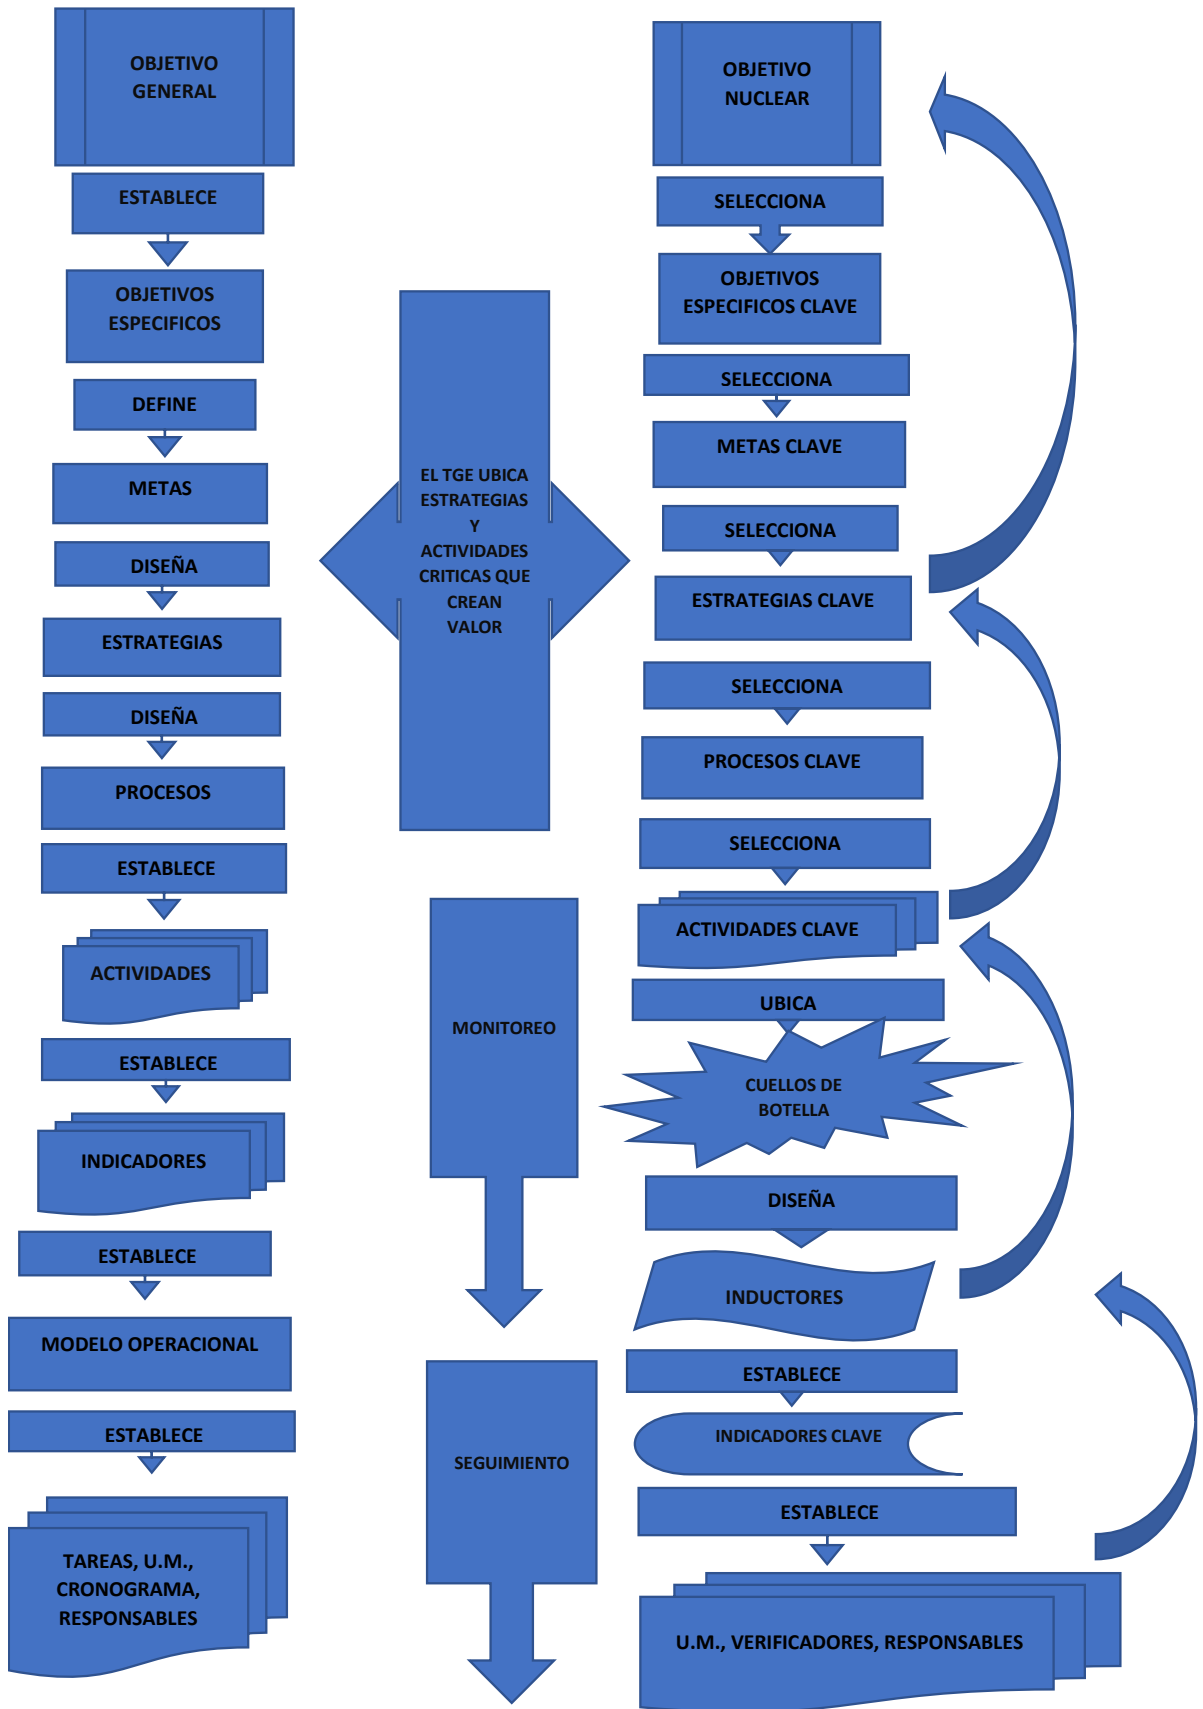 OBJETIVO
GENERAL
ESTABLECE
OBJETIVOS
ESPECIFICOS
DEFINE
METAS
DISEÑA
ESTRATEGIAS
DISEÑA
PROCESOS
ESTABLECE
ACTIVIDADES
ESTABLECE
INDICADORES
ESTABLECE
MODELO OPERACIONAL
ESTABLECE
TAREAS, U.M.,
CRONOGRAMA,
RESPONSABLES
EL TGE UBICA
ESTRATEGIAS
Y
ACTIVIDADES
CRITICAS QUE
CREAN
VALOR
MONITOREO
SEGUIMIENTO
OBJETIVO
NUCLEAR
SELECCIONA
OBJETIVOS
ESPECIFICOS CLAVE
SELECCIONA
METAS CLAVE
SELECCIONA
ESTRATEGIAS CLAVE
SELECCIONA
PROCESOS CLAVE
SELECCIONA
ACTIVIDADES CLAVE
UBICA
CUELLOS DE
BOTELLA
DISEÑA
INDUCTORES
ESTABLECE
INDICADORES CLAVE
ESTABLECE
U.M., VERIFICADORES, RESPONSABLES